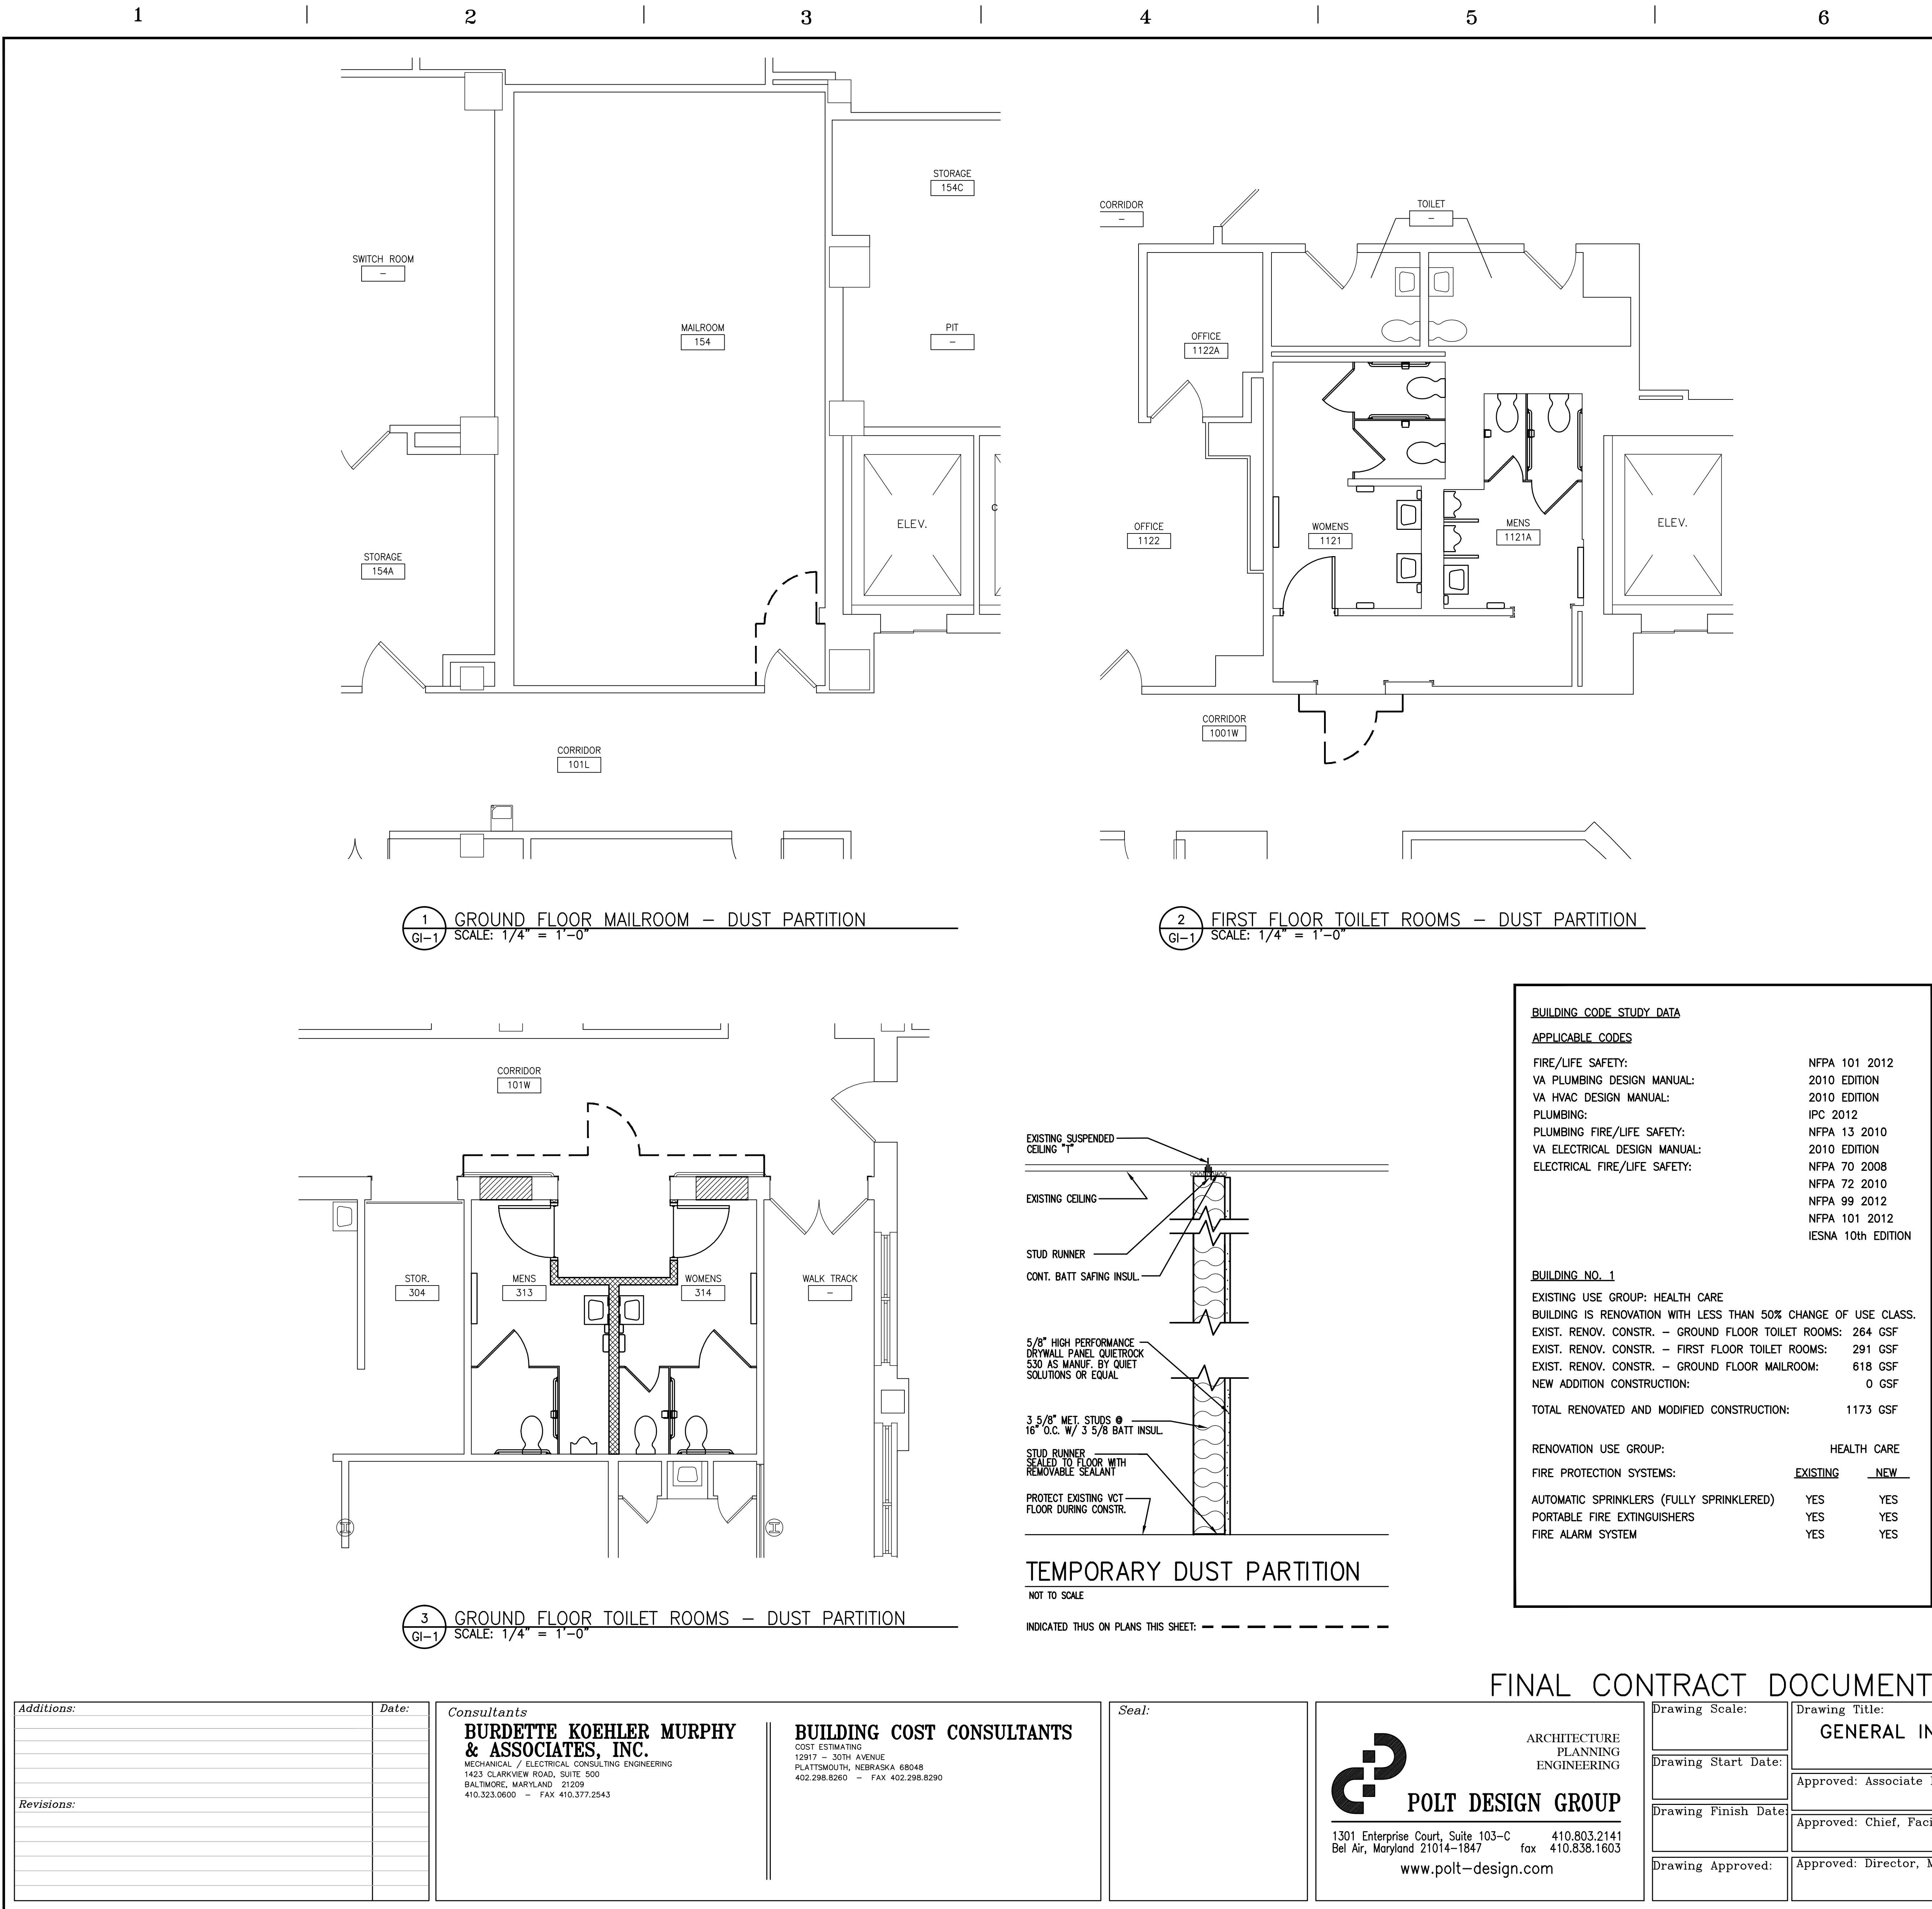 1 2 3 4 5 6
STORAGE
154C
SWITCH ROOM
-
MAILROOM
154
PIT
-
ELEV.
C
STORAGE
154A
CORRIDOR
101L
1
GI-1
GROUND FLOOR MAILROOM - DUST PARTITION
SCALE: 1/4" = 1'-0"
CORRIDOR
-
TOILET
-
OFFICE
1122A
OFFICE
1122
WOMENS
1121
MENS
1121A
ELEV.
CORRIDOR
1001W
2
GI-1
FIRST FLOOR TOILET ROOMS - DUST PARTITION
SCALE: 1/4" = 1'-0"
CORRIDOR
101W
STOR.
304
MENS
313
WOMENS
314
WALK TRACK
-
3
GI-1
GROUND FLOOR TOILET ROOMS - DUST PARTITION
SCALE: 1/4" = 1'-0"
EXISTING SUSPENDED
CEILING "T"
EXISTING CEILING
STUD RUNNER
CONT. BATT SAFING INSUL.
5/8" HIGH PERFORMANCE
DRYWALL PANEL QUIETROCK
530 AS MANUF. BY QUIET
SOLUTIONS OR EQUAL
3 5/8" MET. STUDS @
16" O.C. W/ 3 5/8 BATT INSUL.
STUD RUNNER
SEALED TO FLOOR WITH
REMOVABLE SEALANT
PROTECT EXISTING VCT
FLOOR DURING CONSTR.
TEMPORARY DUST PARTITION
NOT TO SCALE
INDICATED THUS ON PLANS THIS SHEET:
BUILDING CODE STUDY DATA
APPLICABLE CODES
FIRE/LIFE SAFETY: NFPA 101 2012
VA PLUMBING DESIGN MANUAL: 2010 EDITION
VA HVAC DESIGN MANUAL: 2010 EDITION
PLUMBING: IPC 2012
PLUMBING FIRE/LIFE SAFETY: NFPA 13 2010
VA ELECTRICAL DESIGN MANUAL: 2010 EDITION
ELECTRICAL FIRE/LIFE SAFETY: NFPA 70 2008
NFPA 72 2010
NFPA 99 2012
NFPA 101 2012
IESNA 10th EDITION
BUILDING NO. 1
EXISTING USE GROUP: HEALTH CARE
BUILDING IS RENOVATION WITH LESS THAN 50% CHANGE OF USE CLASS.
EXIST. RENOV. CONSTR. - GROUND FLOOR TOILET ROOMS: 264 GSF
EXIST. RENOV. CONSTR. - FIRST FLOOR TOILET ROOMS: 291 GSF
EXIST. RENOV. CONSTR. - GROUND FLOOR MAILROOM: 618 GSF
NEW ADDITION CONSTRUCTION: 0 GSF
TOTAL RENOVATED AND MODIFIED CONSTRUCTION: 1173 GSF
RENOVATION USE GROUP: HEALTH CARE
FIRE PROTECTION SYSTEMS: EXISTING NEW
AUTOMATIC SPRINKLERS (FULLY SPRINKLERED) YES YES
PORTABLE FIRE EXTINGUISHERS YES YES
FIRE ALARM SYSTEM YES YES
FINAL CONTRACT DOCUMENT
Additions: Date:
Revisions:
Consultants
BURDETTE KOEHLER MURPHY
& ASSOCIATES, INC.
MECHANICAL / ELECTRICAL CONSULTING ENGINEERING
1423 CLARKVIEW ROAD, SUITE 500
BALTIMORE, MARYLAND 21209
410.323.0600 - FAX 410.377.2543
BUILDING COST CONSULTANTS
COST ESTIMATING
12917 - 30TH AVENUE
PLATTSMOUTH, NEBRASKA 68048
402.298.8260 - FAX 402.298.8290
Seal:
ARCHITECTURE
PLANNING
ENGINEERING
POLT DESIGN GROUP
1301 Enterprise Court, Suite 103-C 410.803.2141
Bel Air, Maryland 21014-1847 fax 410.838.1603
www.polt-design.com
Drawing Scale:
Drawing Start Date:
Drawing Finish Date:
Drawing Approved:
Drawing Title:
GENERAL IN
Approved: Associate
Approved: Chief, Faci
Approved: Director, M